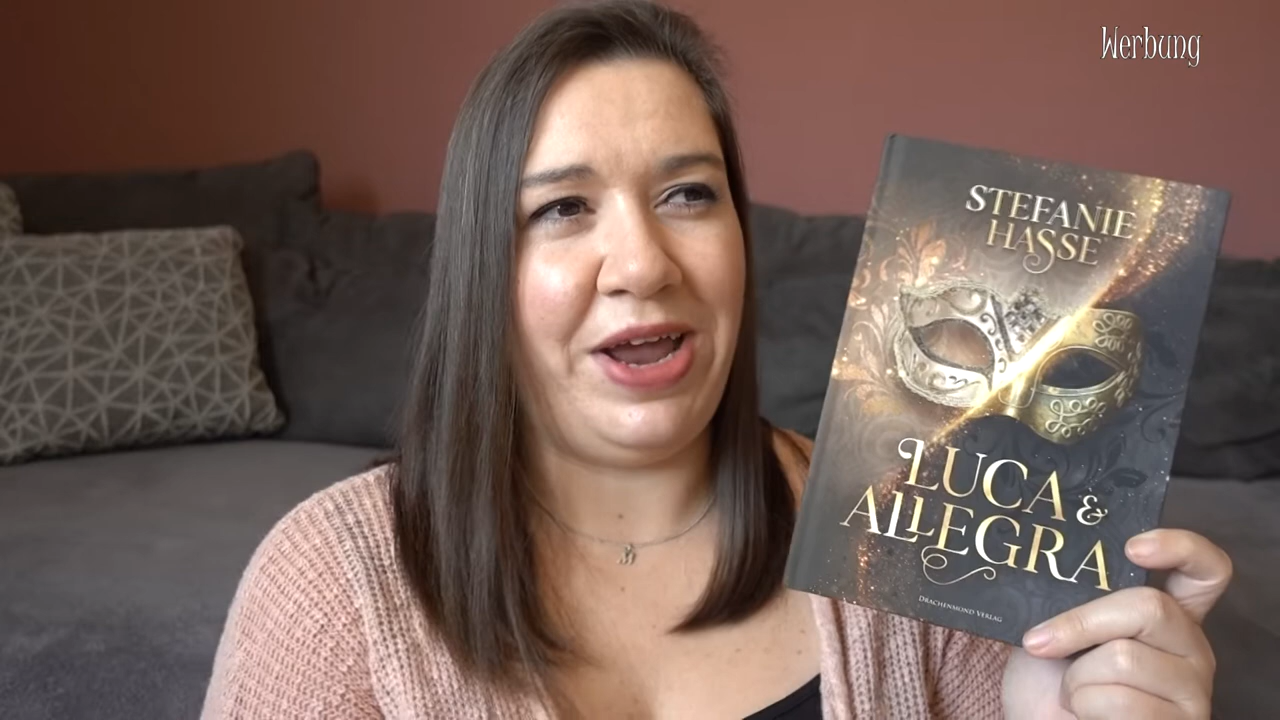 Werbung
STEFANIE
HASSE
LUCA &
ALLEGRA
DRACHENMOND VERLAG